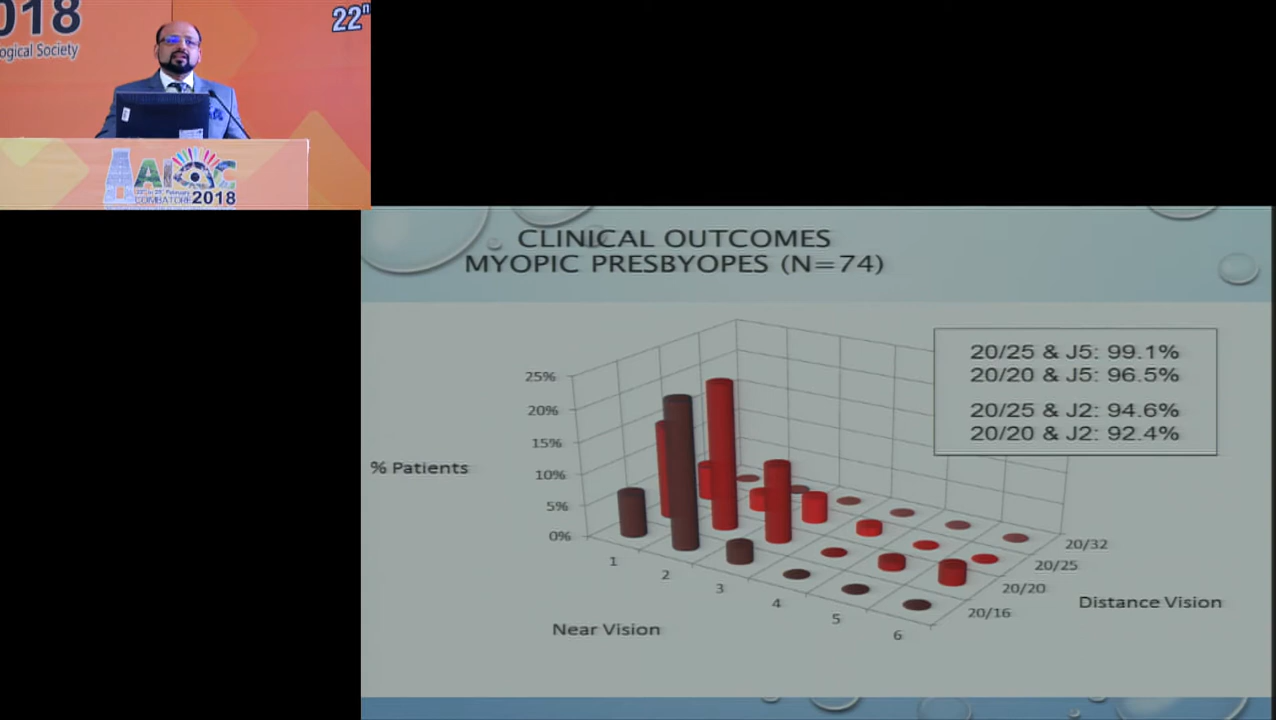 2018
ogical Society
22
AIOC
COIMBATORE 2018
CLINICAL OUTCOMES
MYOPIC PRESBYOPES (N=74)
20/25 & J5: 99.1%
20/20 & J5: 96.5%
20/25 & J2: 94.6%
20/20 & J2: 92.4%
25%
20%
15%
10%
5%
0%
% Patients
1
2
3
4
5
6
Near Vision
20/32
20/25
20/20
20/16
Distance Vision